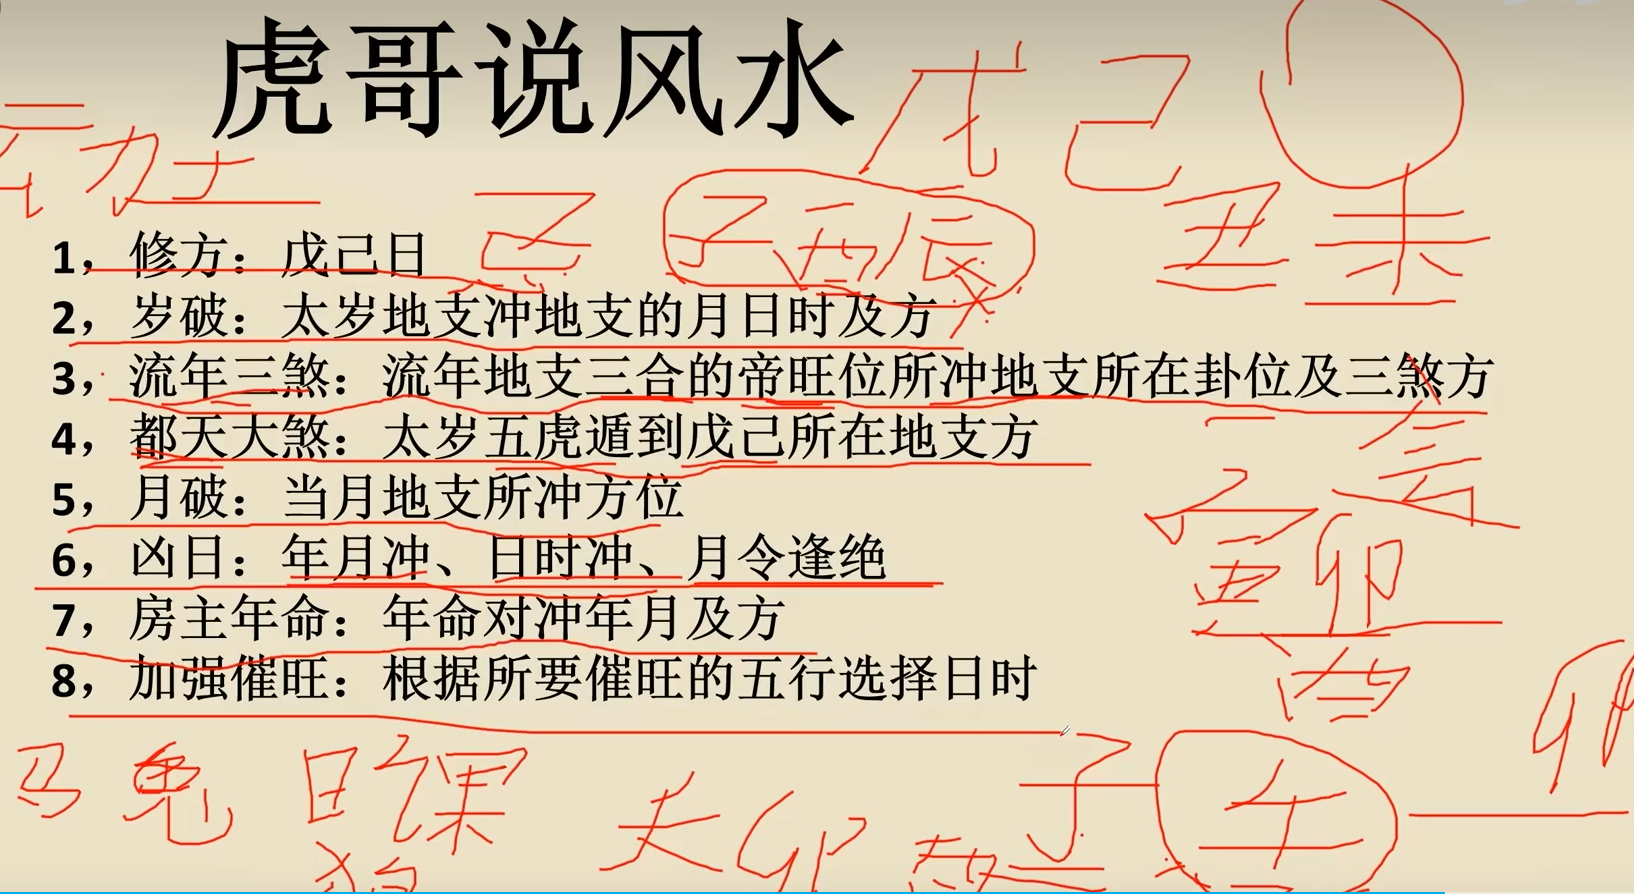 虎哥说风水
戊己
动土
丑未
子酉辰
1，修方：戊己日
2，岁破：太岁地支冲地支的月日时及方
3，流年三煞：流年地支三合的帝旺位所冲地支所在卦位及三煞方
4，都天大煞：太岁五虎遁到戊己所在地支方
三会
5，月破：当月地支所冲方位
6，凶日：年月冲、日时冲、月令逢绝
寅卯
7，房主年命：年命对冲年月及方
8，加强催旺：根据所要催旺的五行选择日时
卯
马兔日课
子午
卯
狗